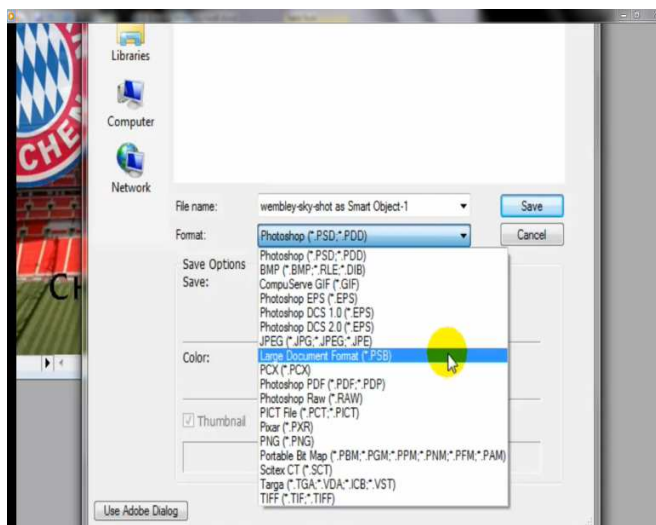 Libraries
Computer
CHEN
Network
File name: wembley-sky-shot as Smart Object-1 Save
Format: Photoshop (*.PSD;*.PDD) Cancel
Save Options
Save:
Photoshop (*.PSD;*.PDD)
BMP (*.BMP;*.RLE;*.DIB)
CompuServe GIF (*.GIF)
Photoshop EPS (*.EPS)
Photoshop DCS 1.0 (*.EPS)
Photoshop DCS 2.0 (*.EPS)
JPEG (*.JPG;*.JPEG;*.JPE)
CH
Color:
Large Document Format (*.PSB)
PCX (*.PCX)
Photoshop PDF (*.PDF;*.PDP)
Photoshop Raw (*.RAW)
PICT File (*.PCT;*.PICT)
Thumbnail
Pixar (*.PXR)
PNG (*.PNG)
Portable Bit Map (*.PBM;*.PGM;*.PPM;*.PNM;*.PFM;*.PAM)
Scitex CT (*.SCT)
Targa (*.TGA;*.VDA;*.ICB;*.VST)
TIFF (*.TIF;*.TIFF)
Use Adobe Dialog